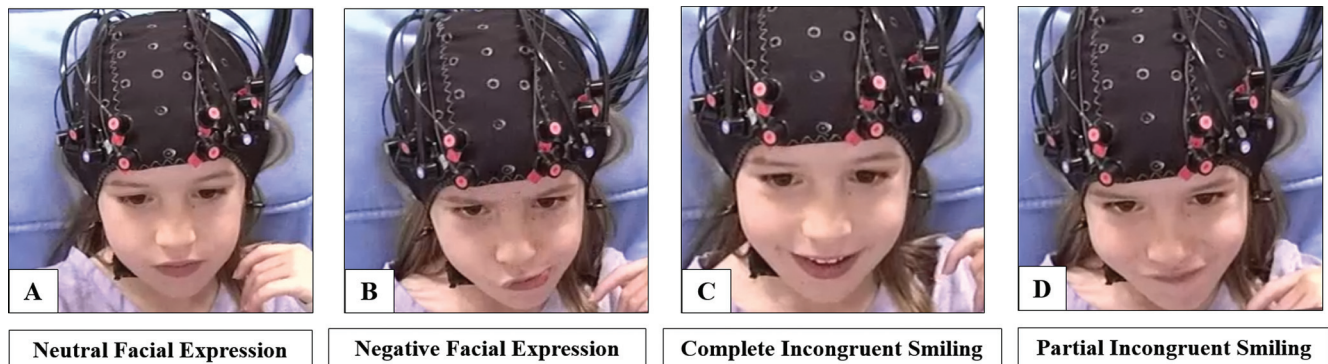 A
B
C
D
Neutral Facial Expression
Negative Facial Expression
Complete Incongruent Smiling
Partial Incongruent Smiling